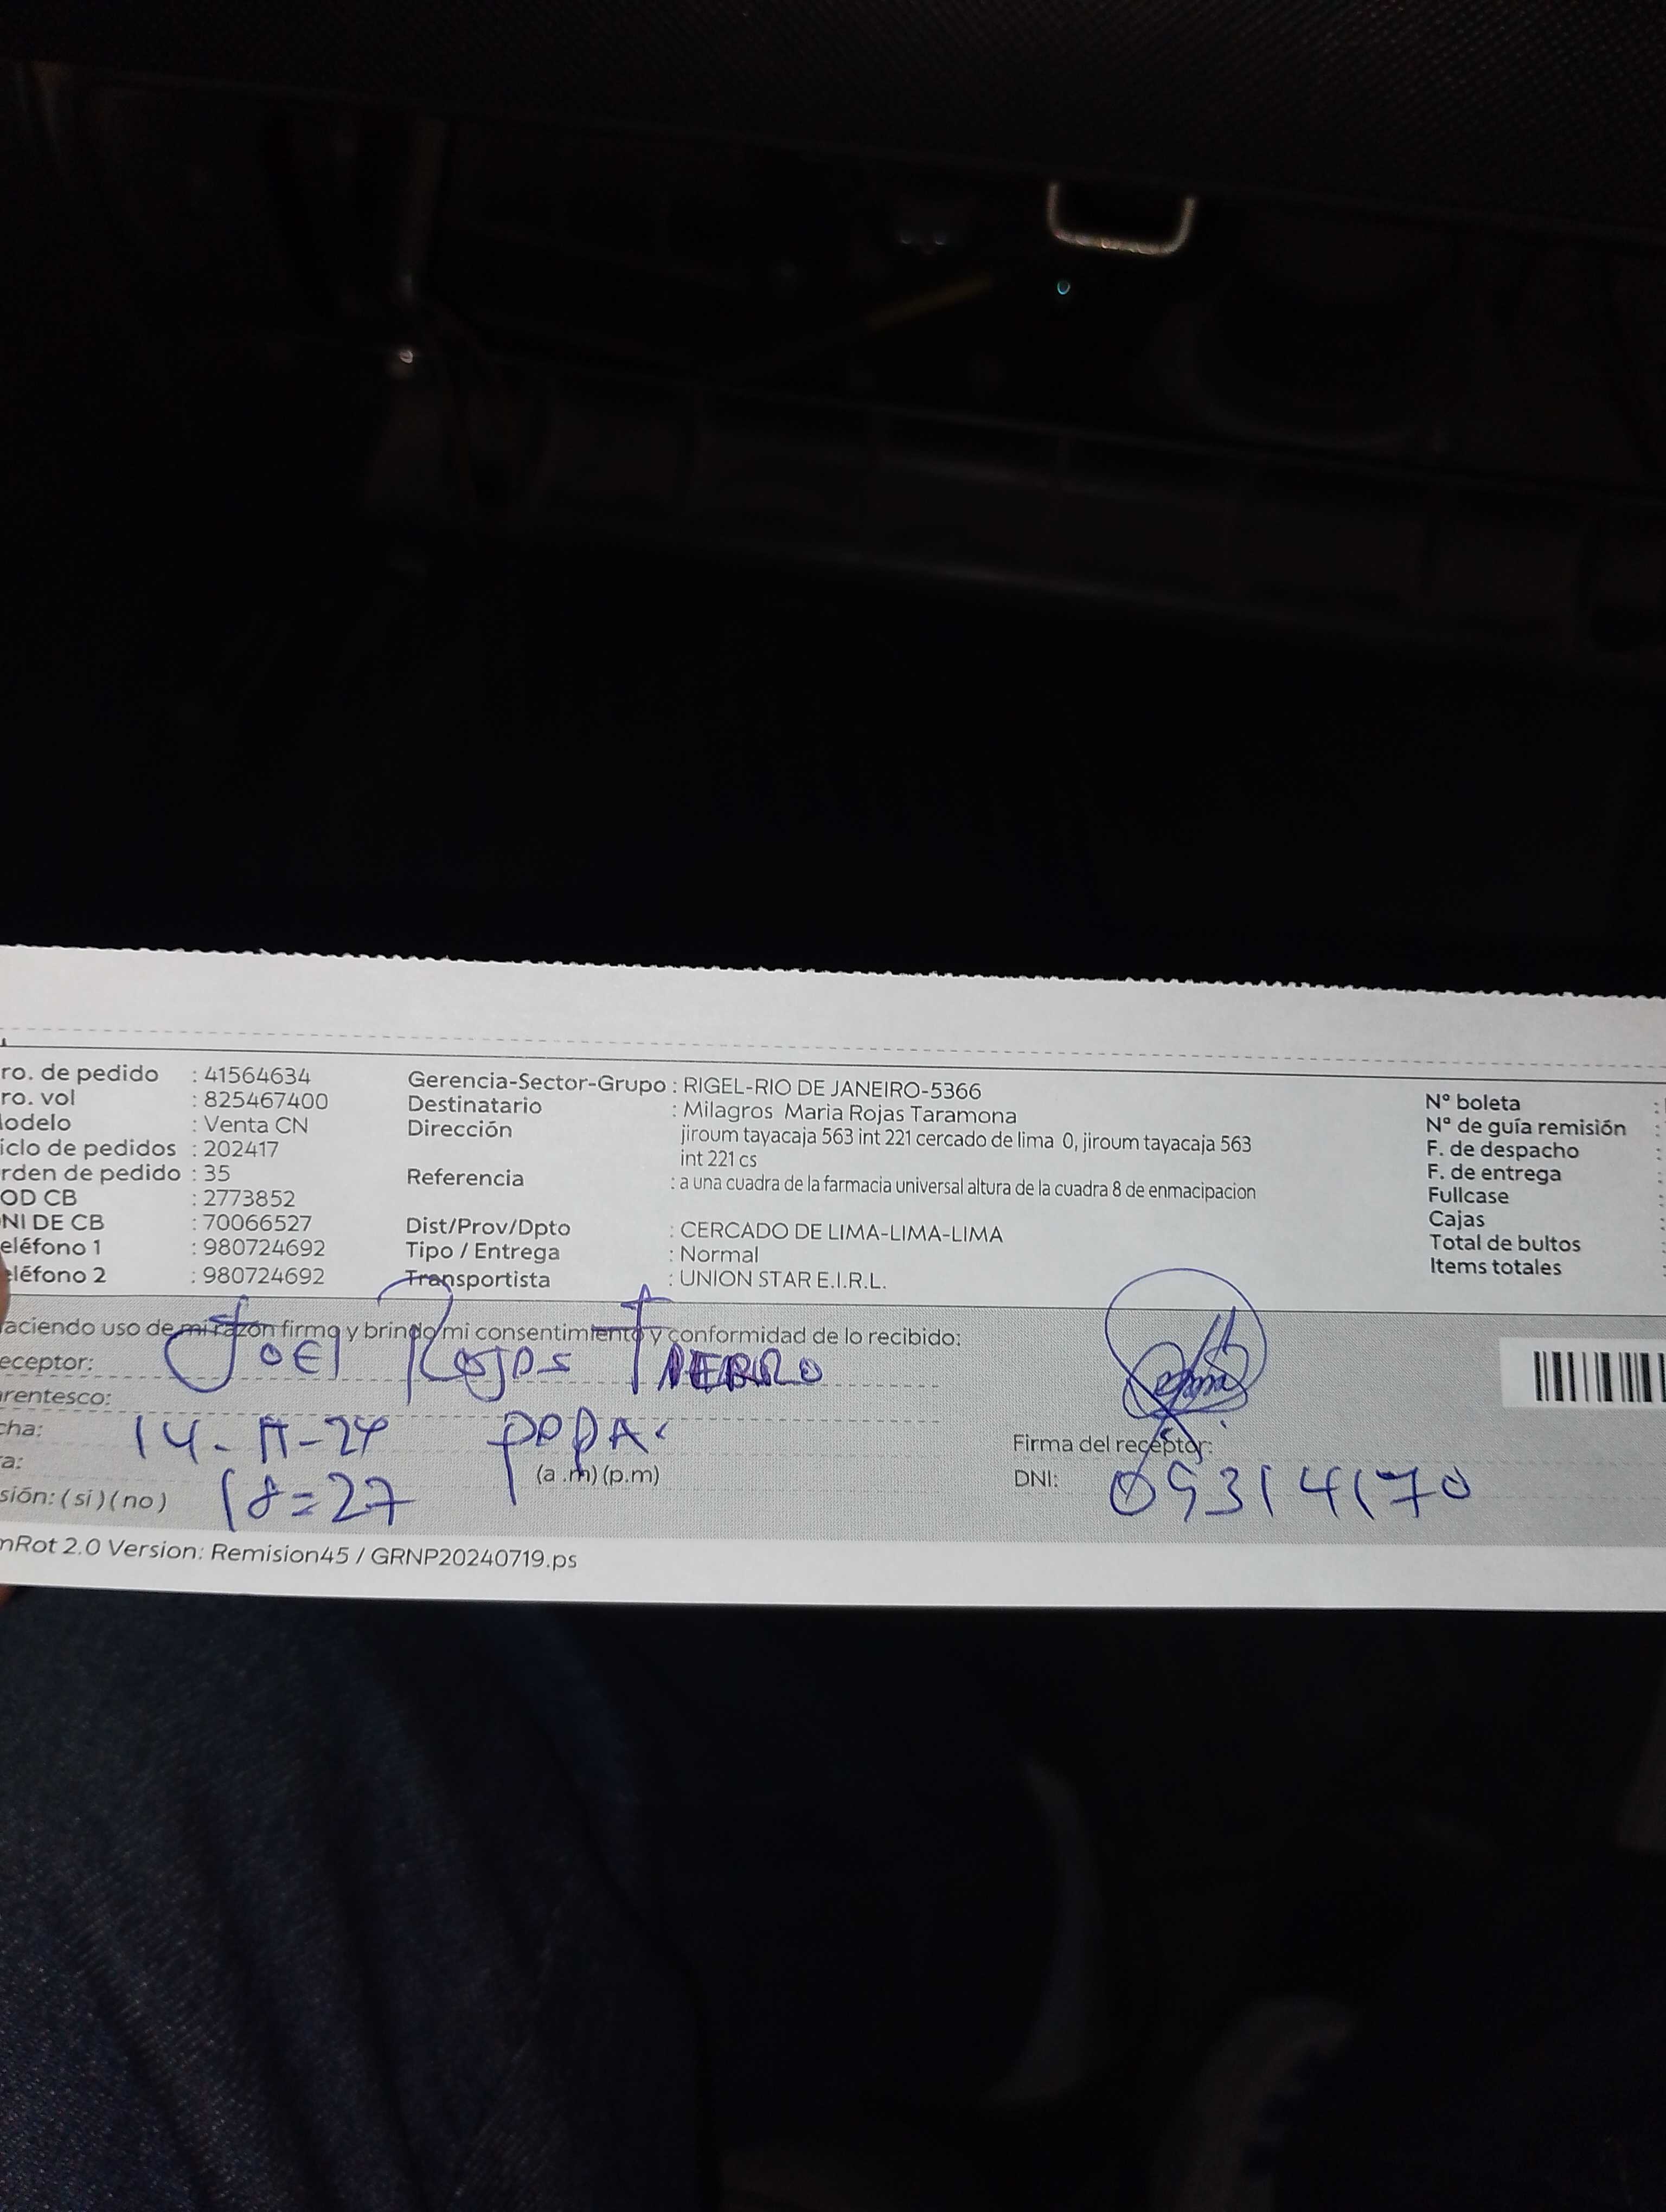 ro. de pedido : 41564634
ro. vol : 825467400
odelo : Venta CN
iclo de pedidos : 202417
rden de pedido : 35
OD CB : 2773852
NI DE CB : 70066527
eléfono 1 : 980724692
léfono 2 : 980724692
Gerencia-Sector-Grupo : RIGEL-RIO DE JANEIRO-5366
Destinatario : Milagros Maria Rojas Taramona
Dirección jiroum tayacaja 563 int 221 cercado de lima 0, jiroum tayacaja 563
int 221 cs
Referencia : a una cuadra de la farmacia universal altura de la cuadra 8 de enmacipacion
Dist/Prov/Dpto : CERCADO DE LIMA-LIMA-LIMA
Tipo / Entrega : Normal
Transportista : UNION STAR E.I.R.L.
N° boleta :
N° de guía remisión :
F. de despacho :
F. de entrega :
Fullcase :
Cajas :
Total de bultos :
Items totales :
aciendo uso de mi razón firmo y brindo mi consentimiento y conformidad de lo recibido:
eceptor: Joel Rojas
rentesco:
cha: 14-11-24 PAPA
a: 18=27 (a .m) (p.m)
sión: ( si ) ( no )
Firma del receptor:
DNI: 09314170
mRot 2.0 Version: Remision45 / GRNP20240719.ps